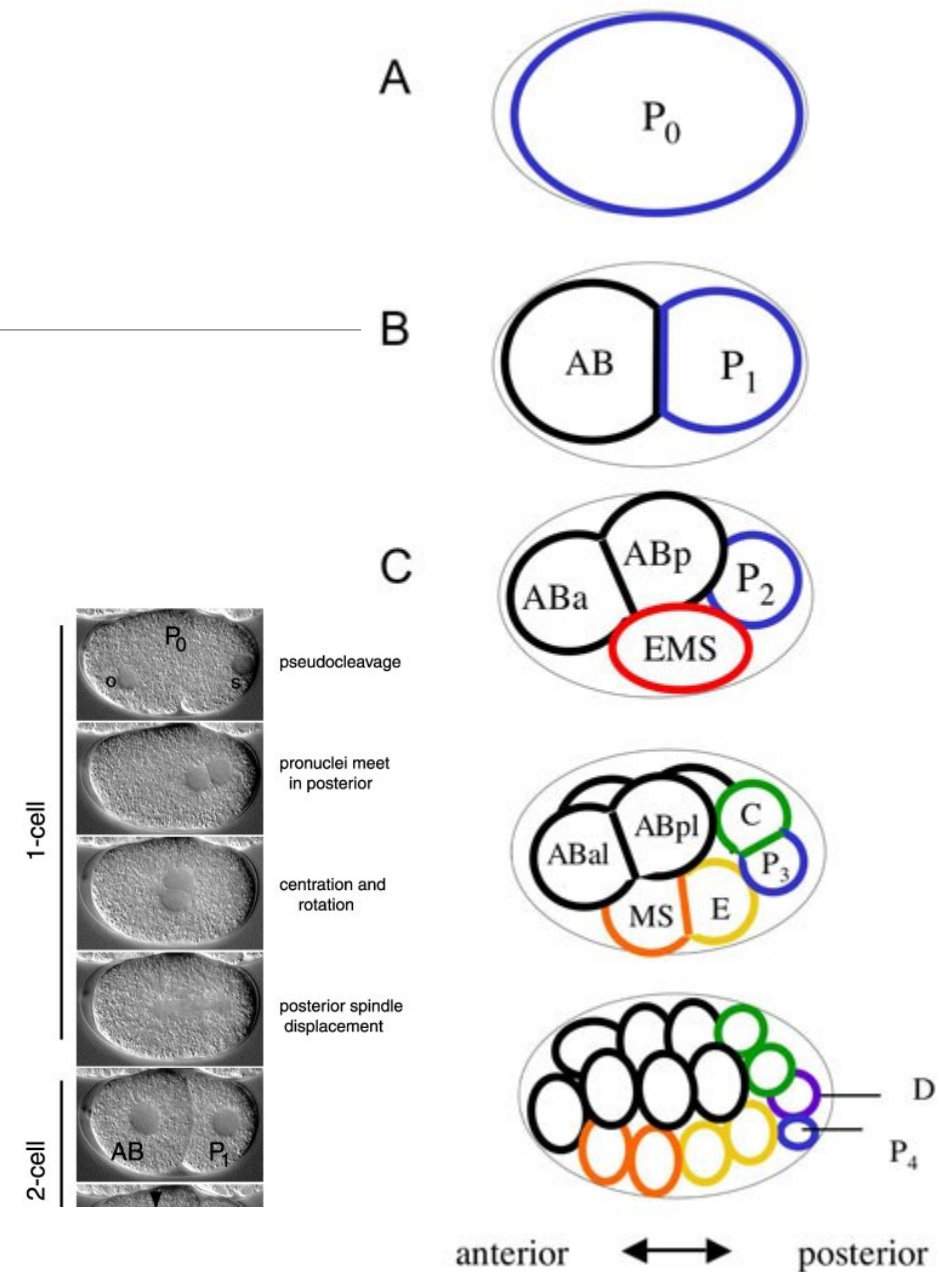 A
P0
B
AB
P1
C
ABa
ABp
P2
EMS
ABal
ABpl
C
P3
MS
E
D
P4
anterior
posterior
1-cell
P0
o
s
pseudocleavage
pronuclei meet
in posterior
centration and
rotation
posterior spindle
displacement
2-cell
AB
P1